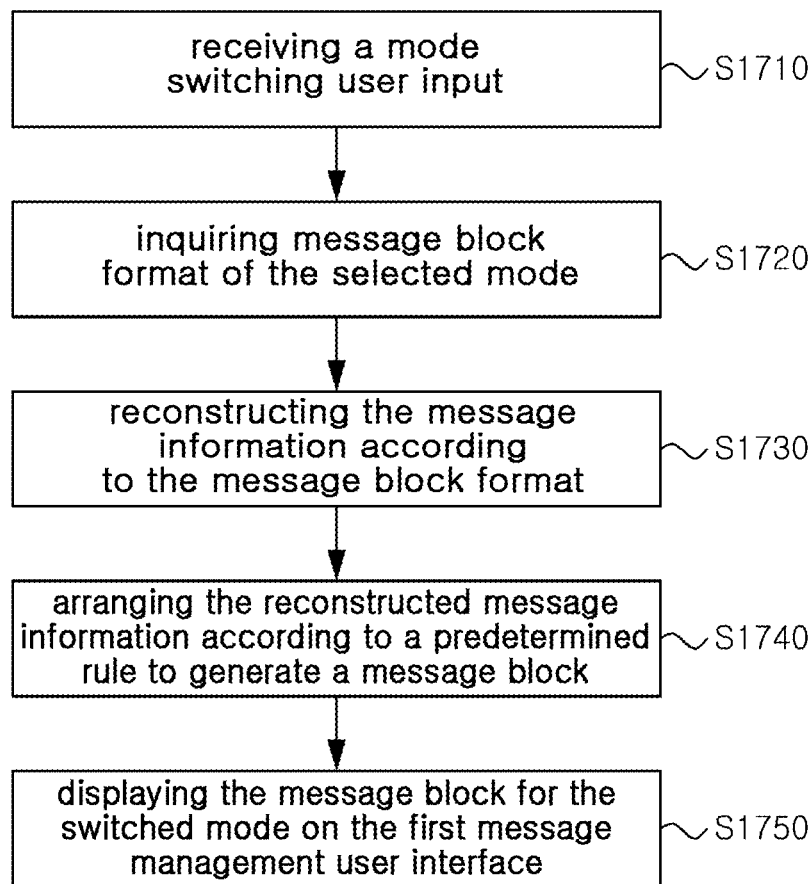 receiving a mode
switching user input
S1710
inquiring message block
format of the selected mode
S1720
reconstructing the message
information according
to the message block format
S1730
arranging the reconstructed message
information according to a predetermined
rule to generate a message block
S1740
displaying the message block for the
switched mode on the first message
management user interface
S1750